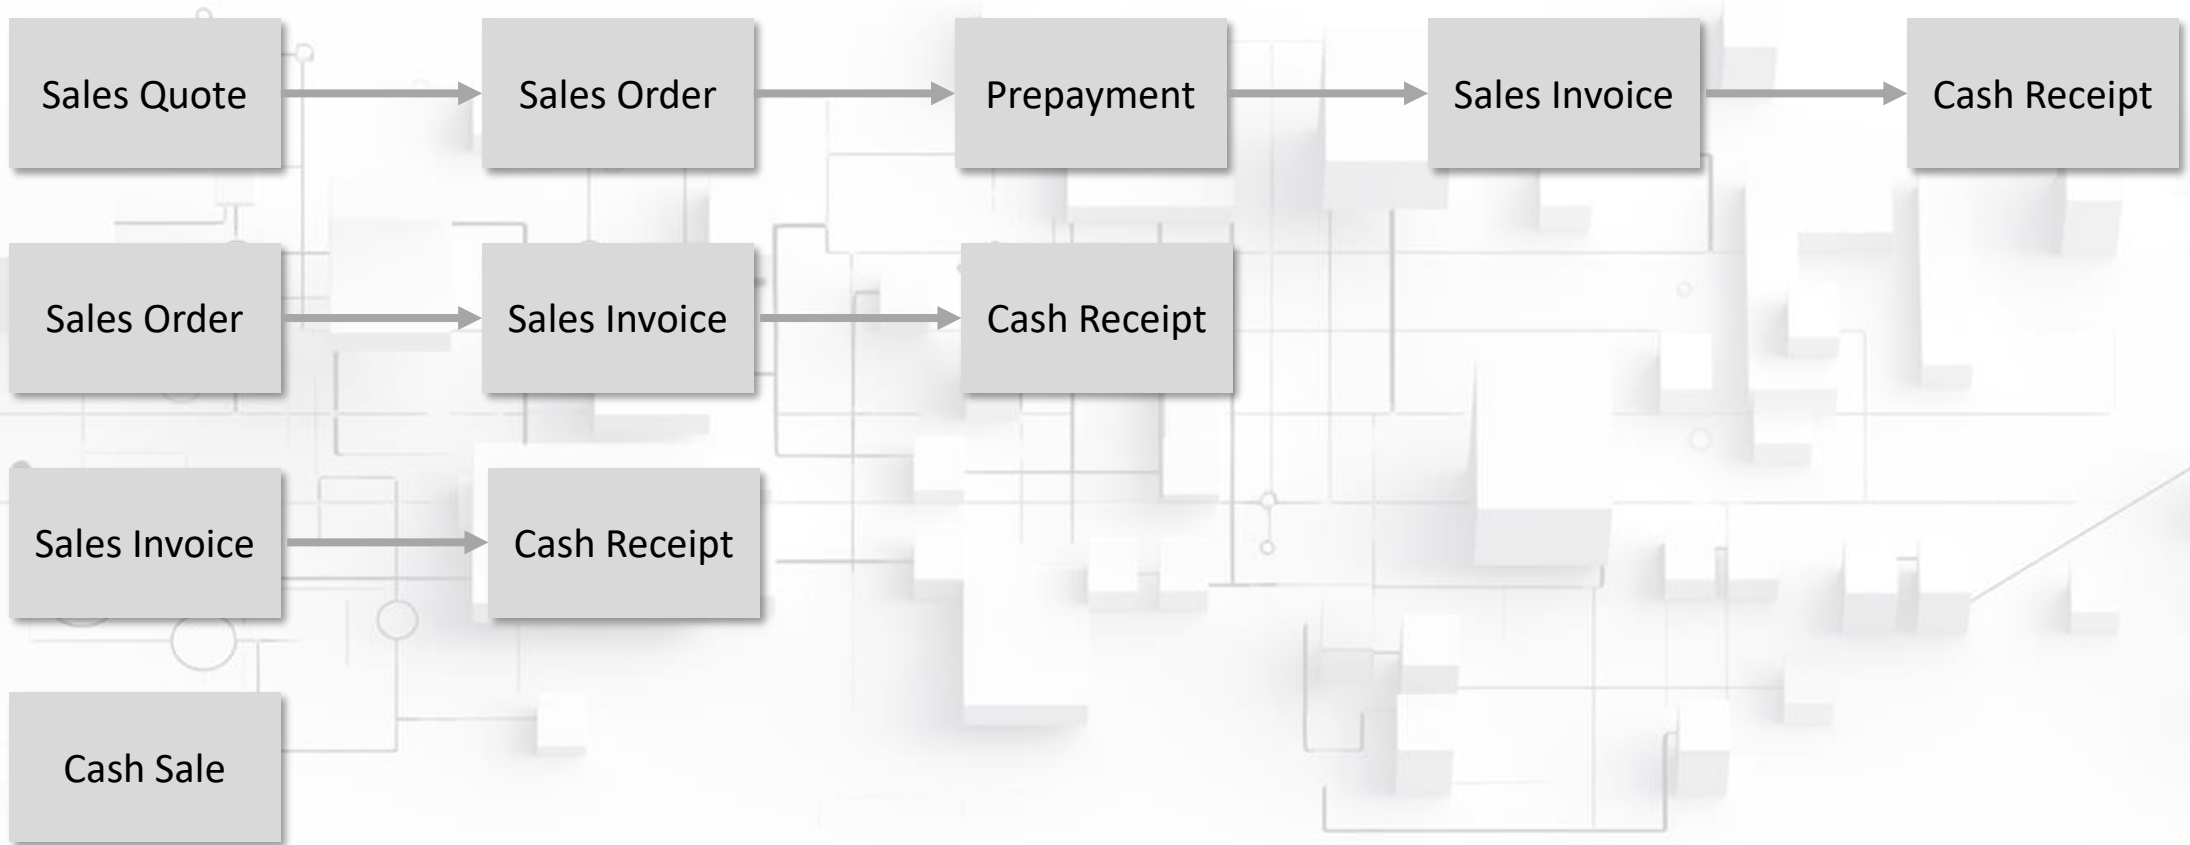 Sales Quote
Sales Order
Prepayment
Sales Invoice
Cash Receipt
Sales Order
Sales Invoice
Cash Receipt
Sales Invoice
Cash Receipt
Cash Sale